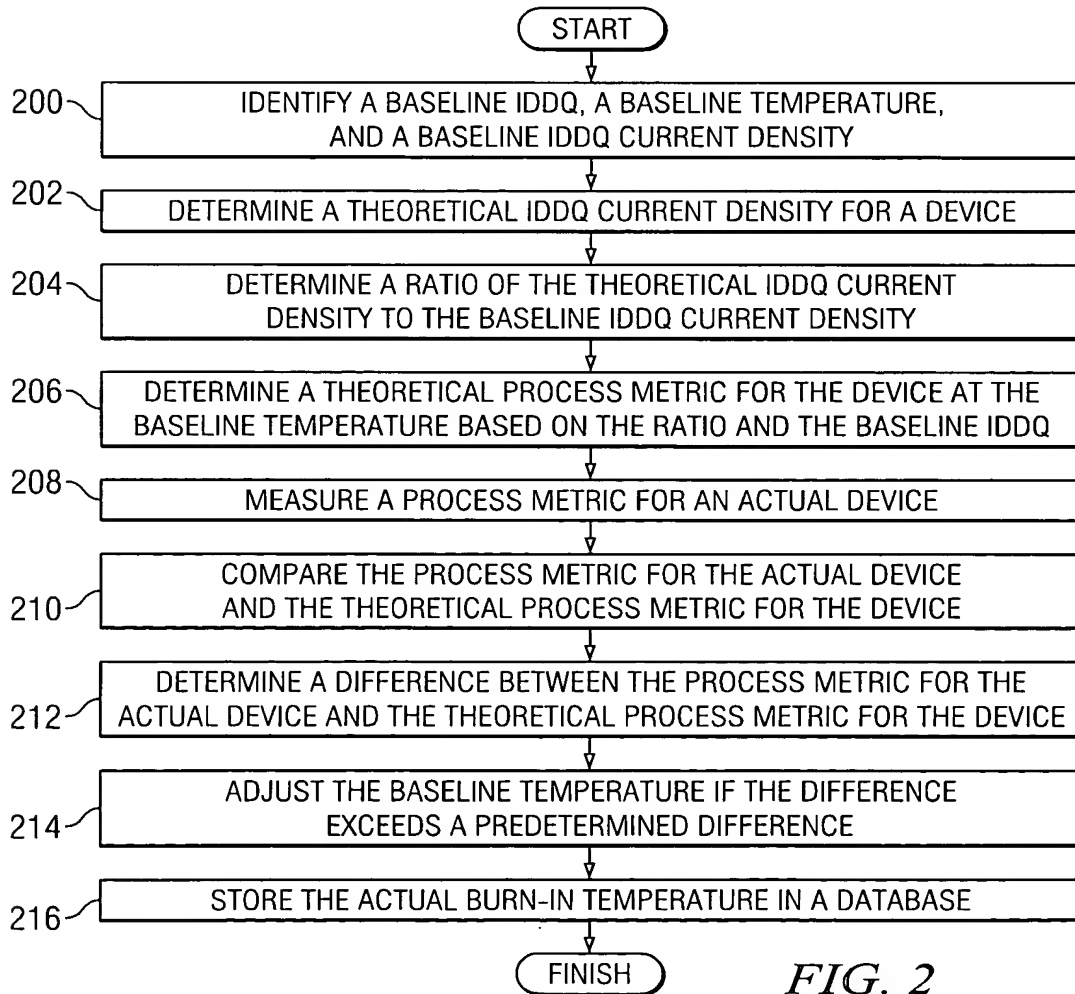 START
200
IDENTIFY A BASELINE IDDQ, A BASELINE TEMPERATURE,
AND A BASELINE IDDQ CURRENT DENSITY
202
DETERMINE A THEORETICAL IDDQ CURRENT DENSITY FOR A DEVICE
204
DETERMINE A RATIO OF THE THEORETICAL IDDQ CURRENT
DENSITY TO THE BASELINE IDDQ CURRENT DENSITY
206
DETERMINE A THEORETICAL PROCESS METRIC FOR THE DEVICE AT THE
BASELINE TEMPERATURE BASED ON THE RATIO AND THE BASELINE IDDQ
208
MEASURE A PROCESS METRIC FOR AN ACTUAL DEVICE
210
COMPARE THE PROCESS METRIC FOR THE ACTUAL DEVICE
AND THE THEORETICAL PROCESS METRIC FOR THE DEVICE
212
DETERMINE A DIFFERENCE BETWEEN THE PROCESS METRIC FOR THE
ACTUAL DEVICE AND THE THEORETICAL PROCESS METRIC FOR THE DEVICE
214
ADJUST THE BASELINE TEMPERATURE IF THE DIFFERENCE
EXCEEDS A PREDETERMINED DIFFERENCE
216
STORE THE ACTUAL BURN-IN TEMPERATURE IN A DATABASE
FINISH
FIG. 2